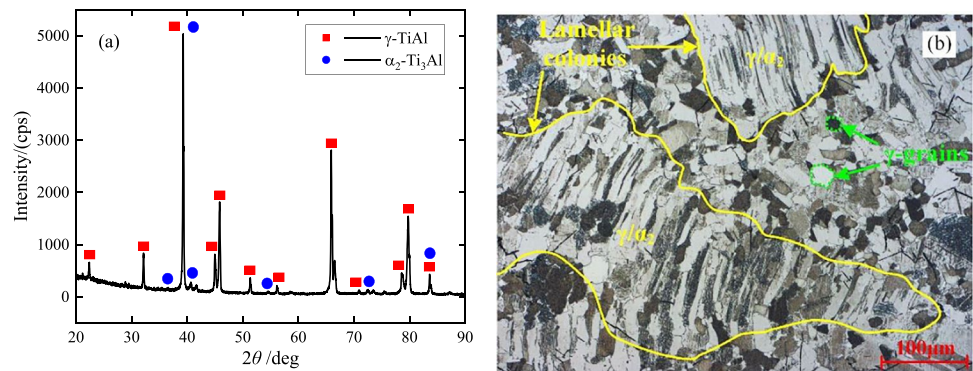 (a)
γ-TiAl
α₂-Ti₃Al
5000
4000
3000
2000
1000
0
Intensity/(cps)
20 30 40 50 60 70 80 90
2θ /deg
(b)
Lamellar
colonies
γ/α₂
γ-grains
γ/α₂
100μm